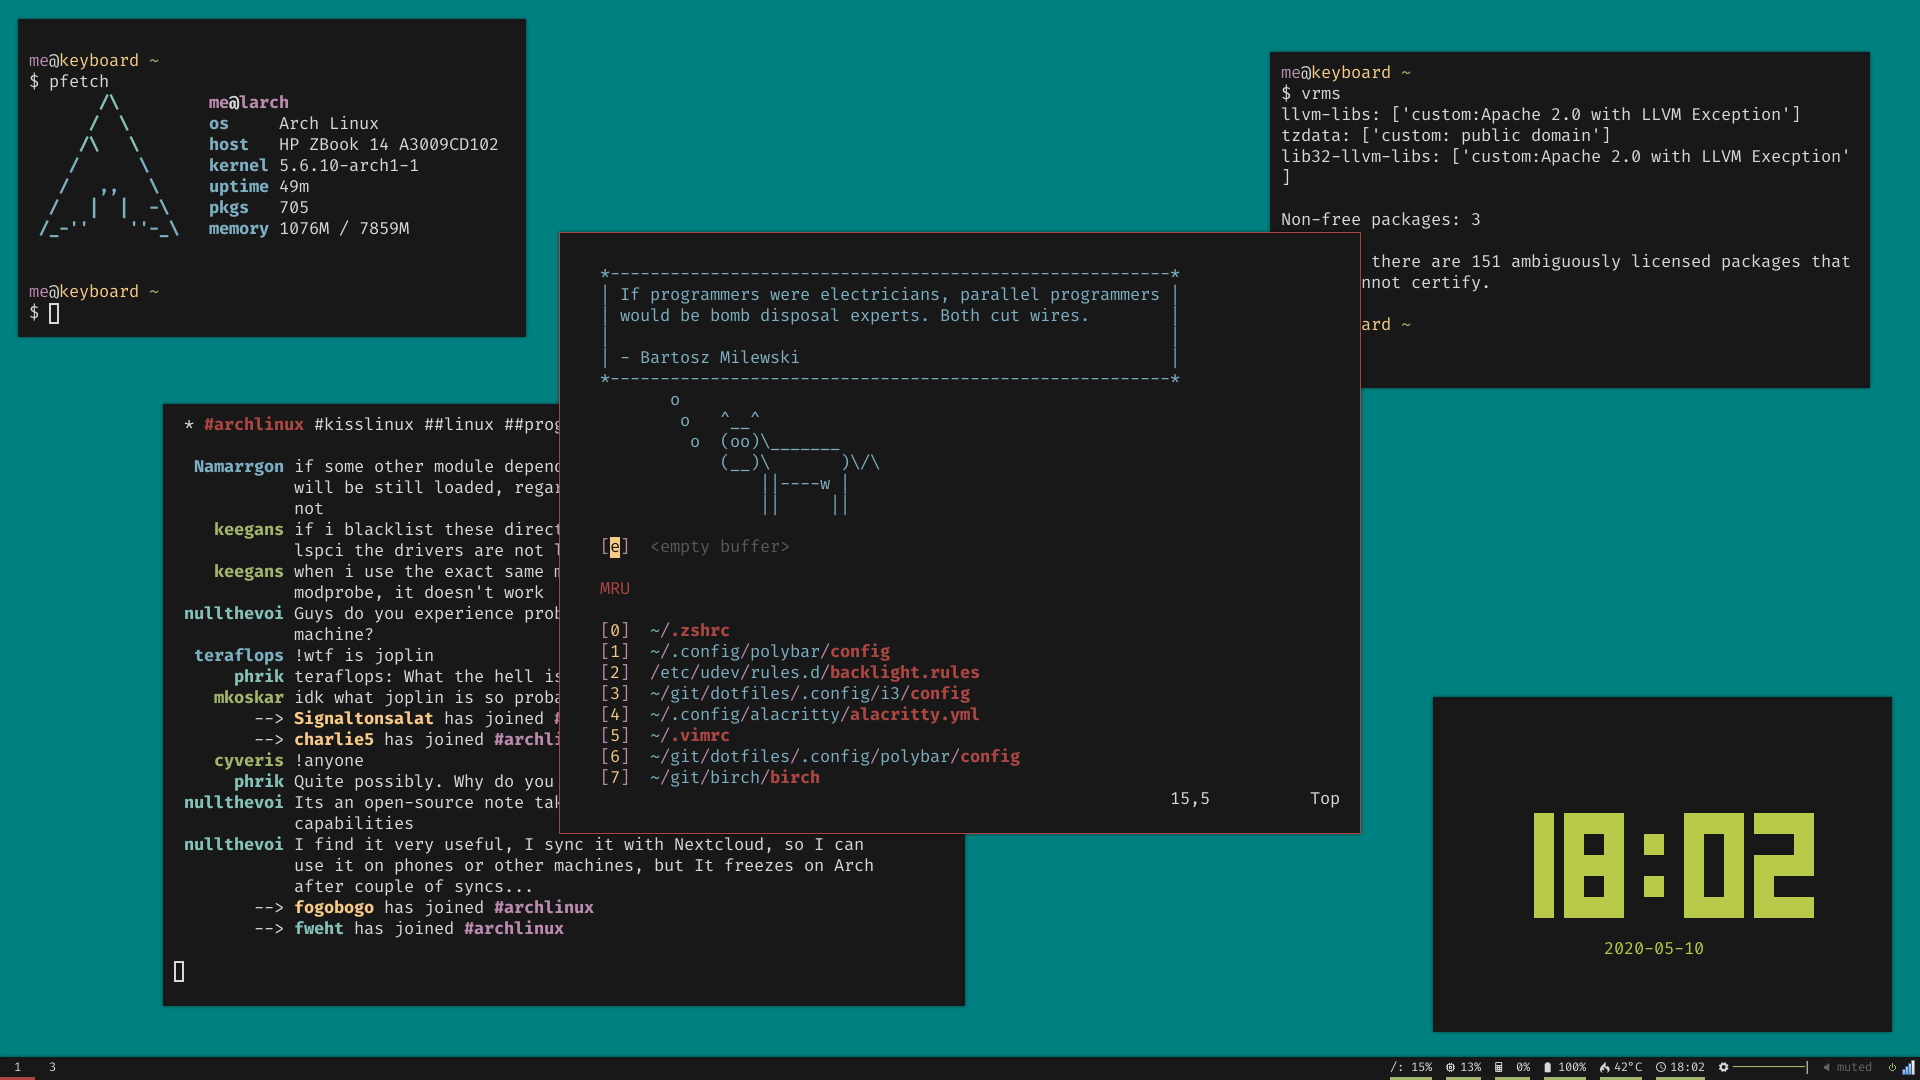 me@keyboard ~
$ pfetch
me@larch
os Arch Linux
host HP ZBook 14 A3009CD102
kernel 5.6.10-arch1-1
uptime 49m
pkgs 705
memory 1076M / 7859M
me@keyboard ~
$
me@keyboard ~
$ vrms
llvm-libs: ['custom:Apache 2.0 with LLVM Exception']
tzdata: ['custom: public domain']
lib32-llvm-libs: ['custom:Apache 2.0 with LLVM Execption'
]
Non-free packages: 3
there are 151 ambiguously licensed packages that
nnot certify.
ard ~
* #archlinux #kisslinux ##linux ##prog
Namarrgon if some other module depend
will be still loaded, regar
not
keegans if i blacklist these direct
lspci the drivers are not l
keegans when i use the exact same m
modprobe, it doesn't work
nullthevoi Guys do you experience prob
machine?
teraflops !wtf is joplin
phrik teraflops: What the hell is
mkoskar idk what joplin is so proba
--> Signaltonsalat has joined #
--> charlie5 has joined #archli
cyveris !anyone
phrik Quite possibly. Why do you
nullthevoi Its an open-source note tak
capabilities
nullthevoi I find it very useful, I sync it with Nextcloud, so I can
use it on phones or other machines, but It freezes on Arch
after couple of syncs...
--> fogobogo has joined #archlinux
--> fweht has joined #archlinux
If programmers were electricians, parallel programmers
would be bomb disposal experts. Both cut wires.
- Bartosz Milewski
[e] <empty buffer>
MRU
[0] ~/.zshrc
[1] ~/.config/polybar/config
[2] /etc/udev/rules.d/backlight.rules
[3] ~/git/dotfiles/.config/i3/config
[4] ~/.config/alacritty/alacritty.yml
[5] ~/.vimrc
[6] ~/git/dotfiles/.config/polybar/config
[7] ~/git/birch/birch
15,5 Top
18:02
2020-05-10
1 3 /: 15% 13% 0% 100% 42°C 18:02 muted